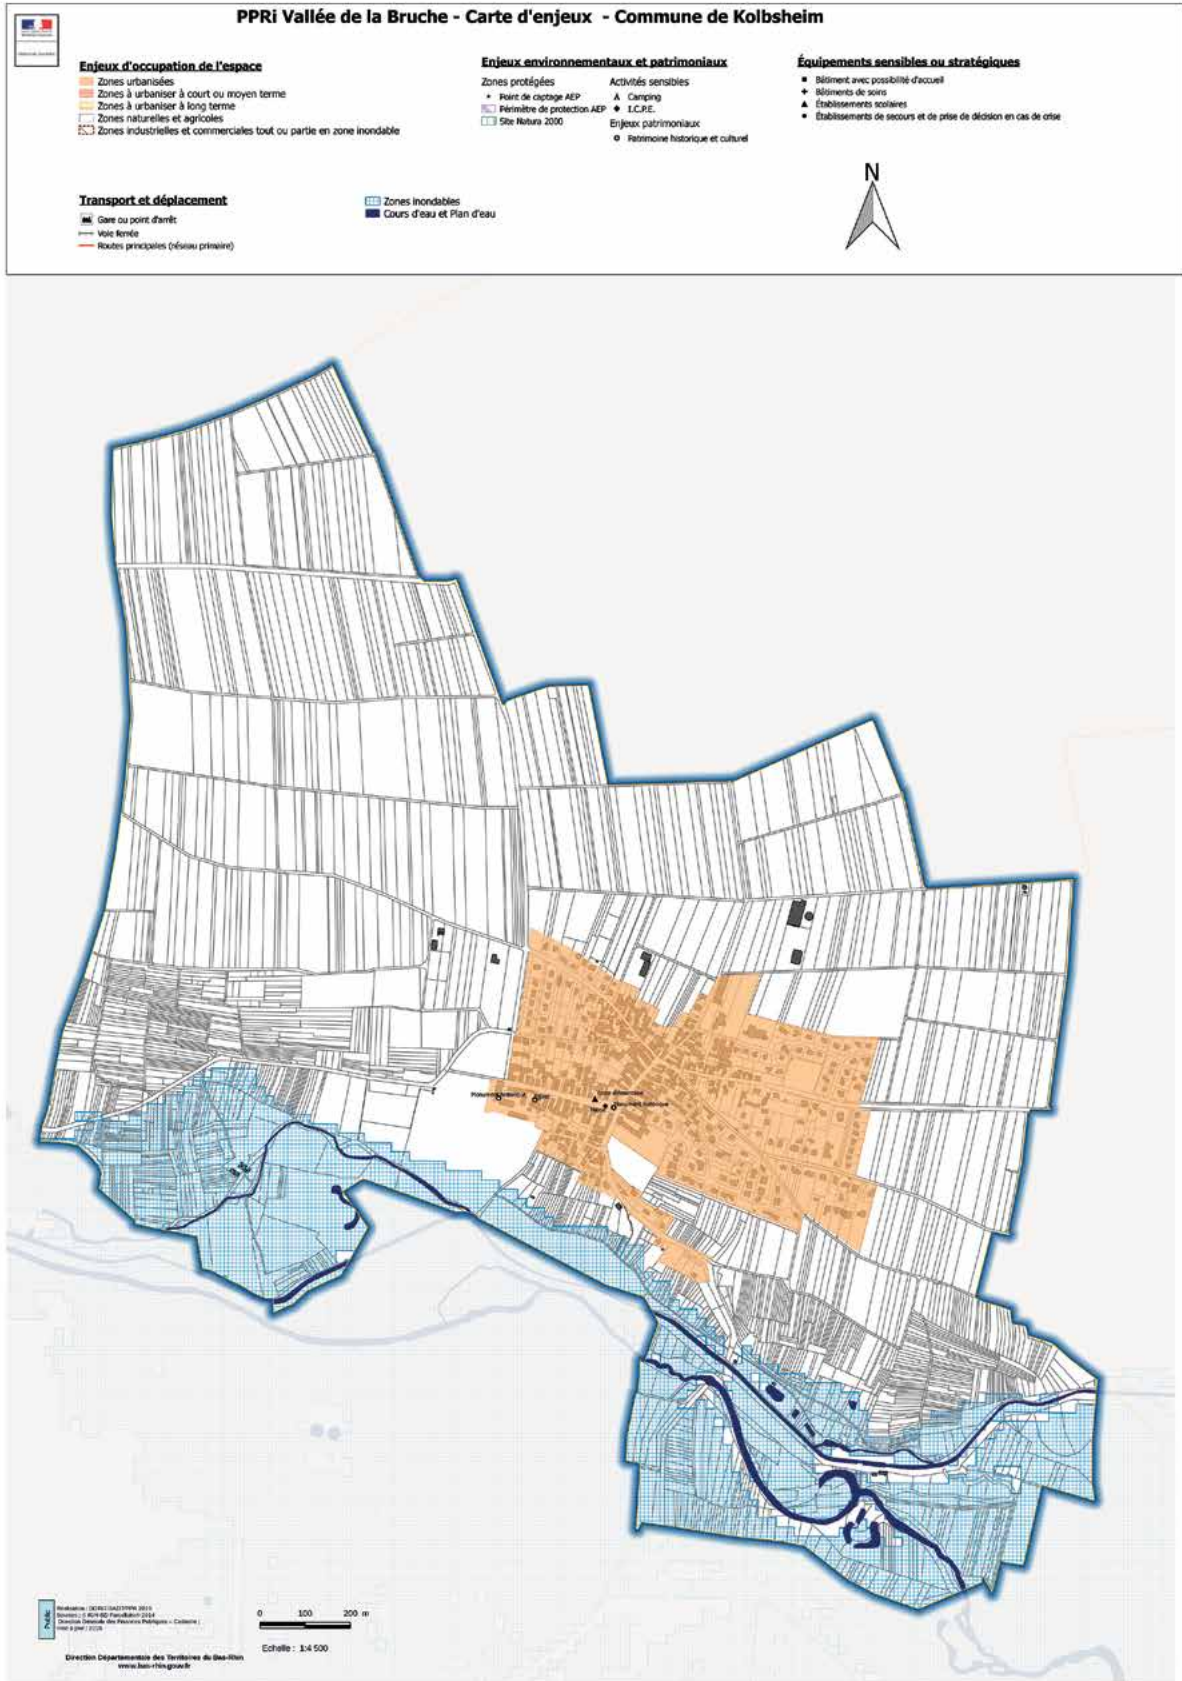 PPRi Vallée de la Bruche - Carte d'enjeux - Commune de Kolbsheim
Enjeux d'occupation de l'espace
Zones urbanisées
Zones à urbaniser à court ou moyen terme
Zones à urbaniser à long terme
Zones naturelles et agricoles
Zones industrielles et commerciales tout ou partie en zone inondable
Enjeux environnementaux et patrimoniaux
Zones protégées
Point de captage AEP
Périmètre de protection AEP
Site Natura 2000
Activités sensibles
Camping
I.C.P.E.
Enjeux patrimoniaux
Patrimoine historique et culturel
Équipements sensibles ou stratégiques
Bâtiment avec possibilité d'accueil
Bâtiments de soins
Établissements scolaires
Établissements de secours et de prise de décision en cas de crise
Transport et déplacement
Gare ou point d'arrêt
Voie ferrée
Routes principales (réseau primaire)
Zones inondables
Cours d'eau et Plan d'eau
N
Public
0 100 200 m
Echelle : 1:4 500
Direction Départementale des Territoires du Bas-Rhin
www.bas-rhin.gouv.fr